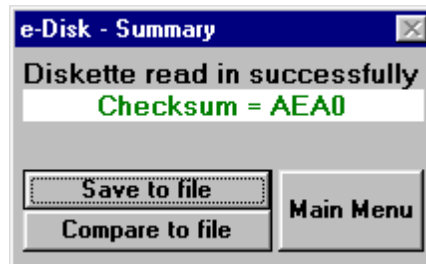 e-Disk - Summary
Diskette read in successfully
Checksum = AEA0
Save to file
Main Menu
Compare to file